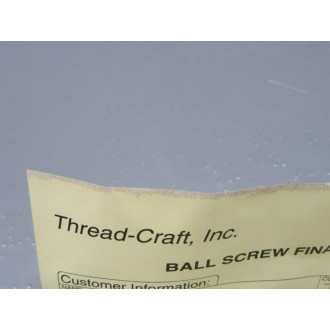 Thread-Craft, Inc.
BALL SCREW FINA
Customer Information: